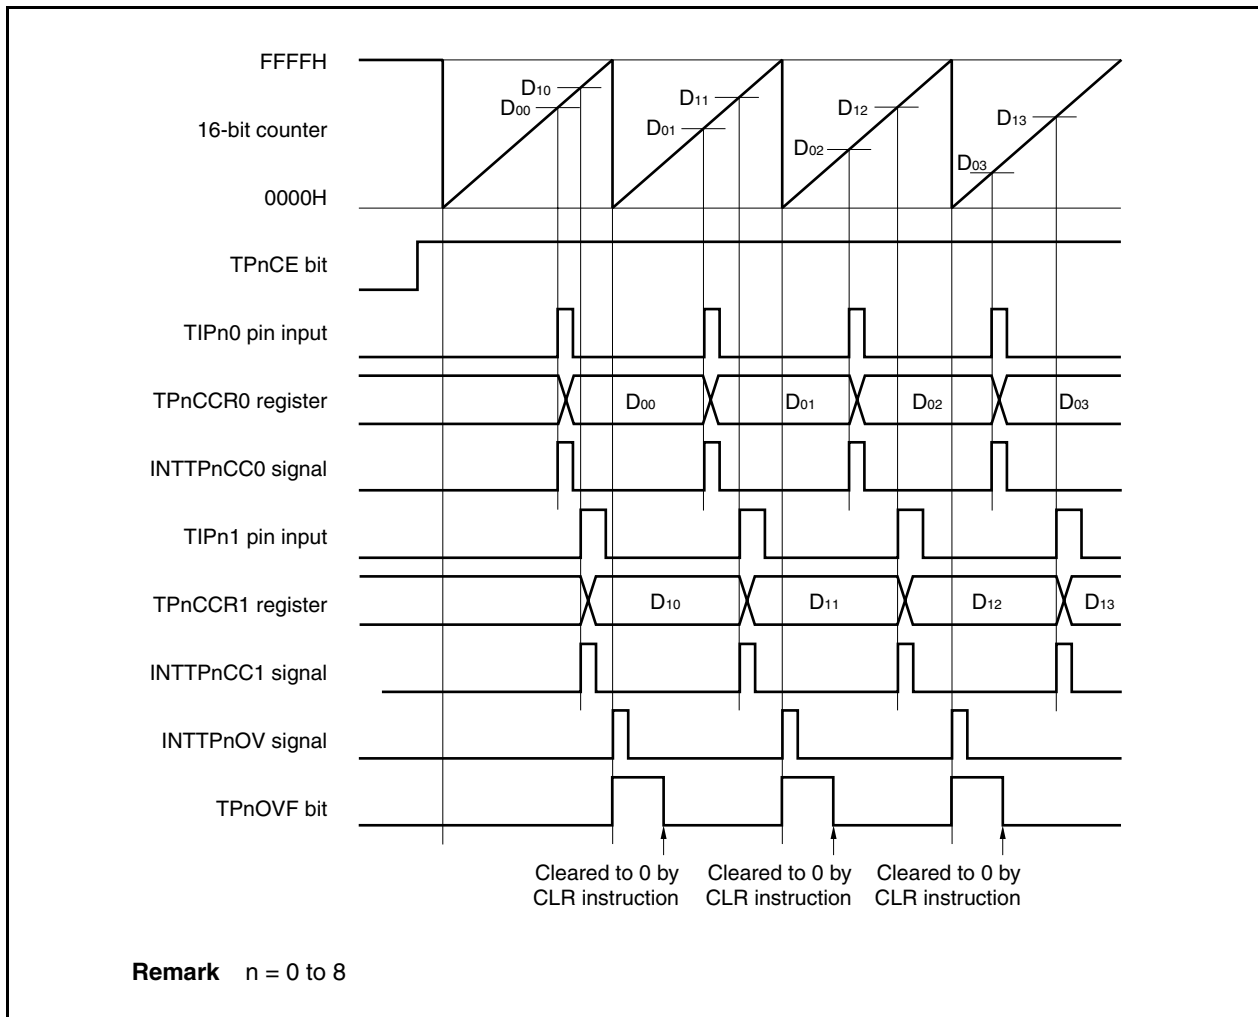 FFFFH
D10
D00
D11
D01
D12
D02
D13
D03
16-bit counter
0000H
TPnCE bit
TIPn0 pin input
TPnCCR0 register
D00
D01
D02
D03
INTTPnCC0 signal
TIPn1 pin input
TPnCCR1 register
D10
D11
D12
D13
INTTPnCC1 signal
INTTPnOV signal
TPnOVF bit
Cleared to 0 by
CLR instruction
Cleared to 0 by
CLR instruction
Cleared to 0 by
CLR instruction
Remark n = 0 to 8